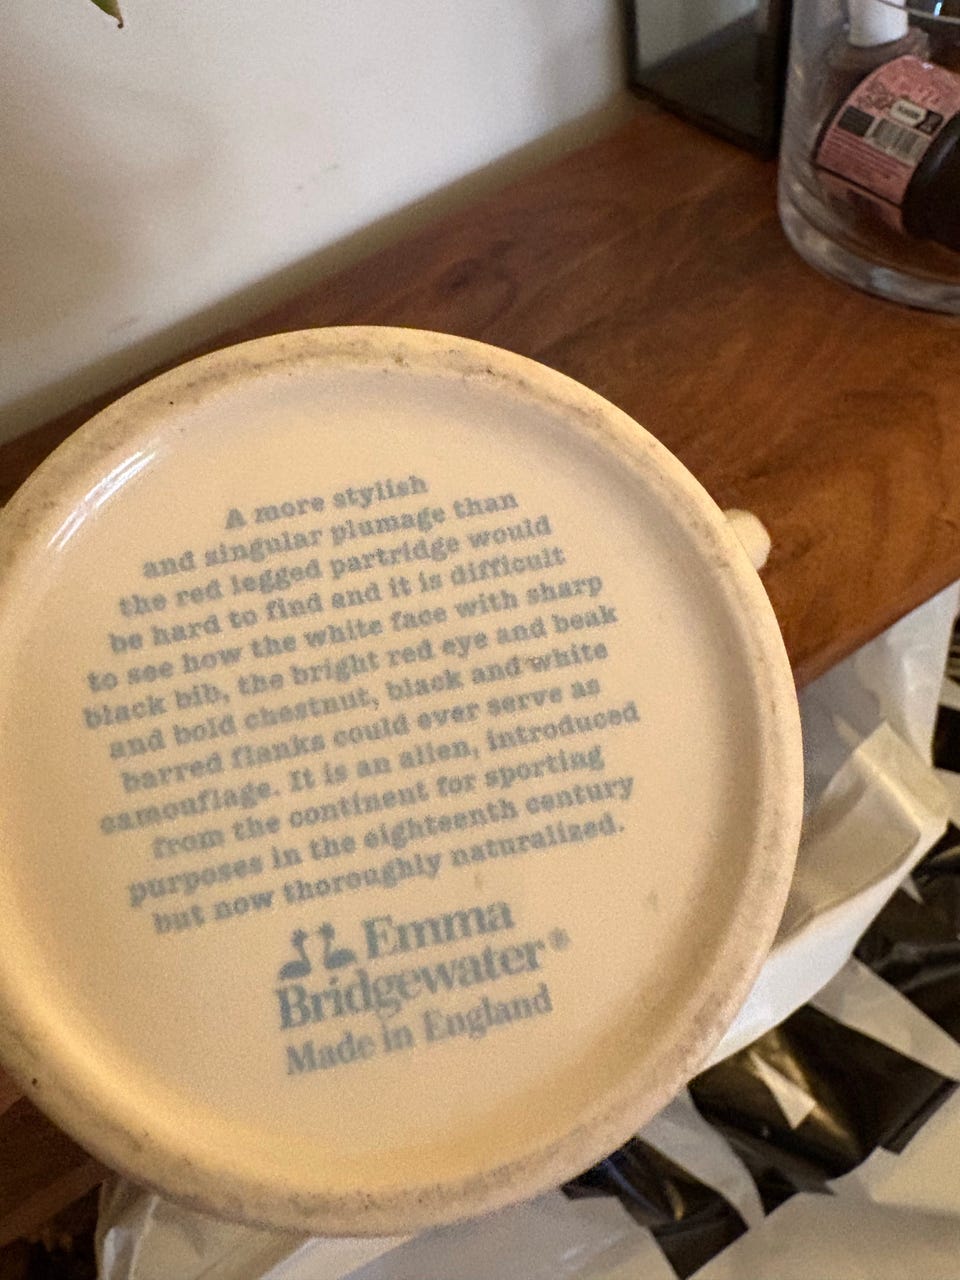 A more stylish
and singular plumage than
the red legged partridge would
be hard to find and it is difficult
to see how the white face with sharp
black bib, the bright red eye and beak
and bold chestnut, black and white
barred flanks could ever serve as
camouflage. It is an alien, introduced
from the continent for sporting
purposes in the eighteenth century
but now thoroughly naturalized.
Emma
Bridgewater®
Made in England